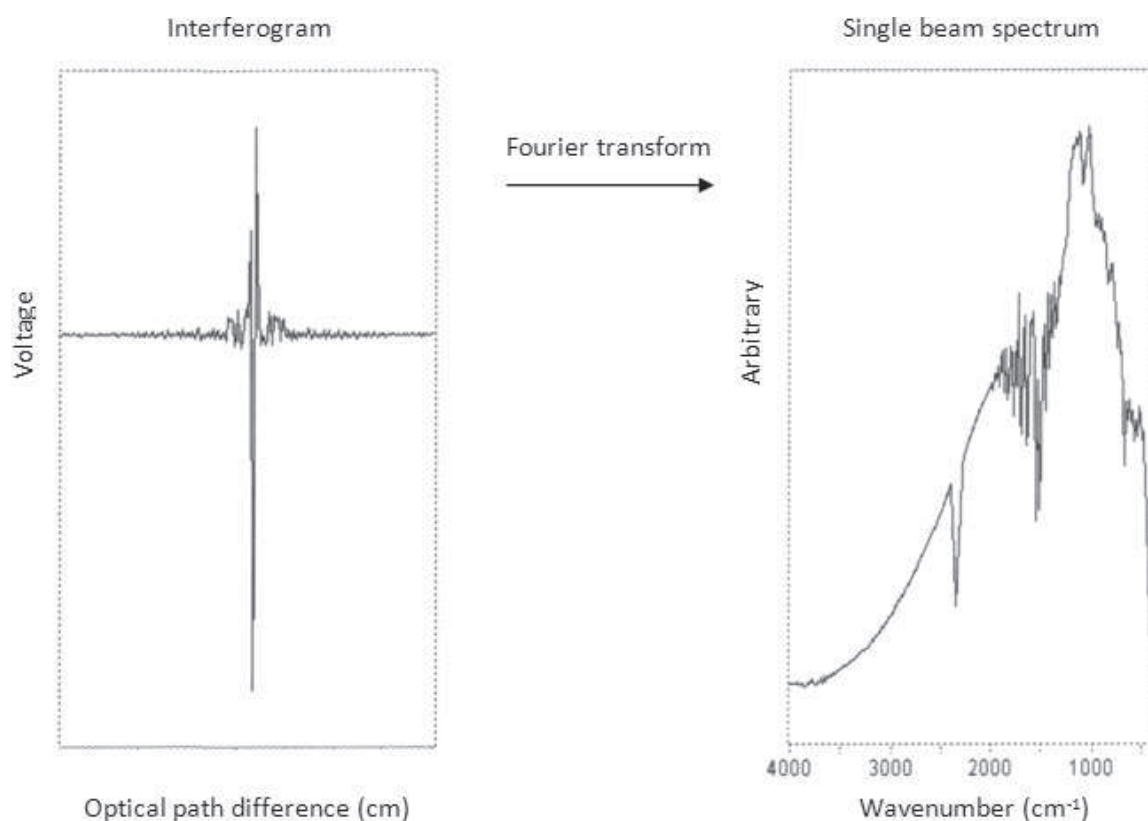 Interferogram
Single beam spectrum
Fourier transform
Voltage
Arbitrary
4000 3000 2000 1000
Optical path difference (cm)
Wavenumber (cm⁻¹)